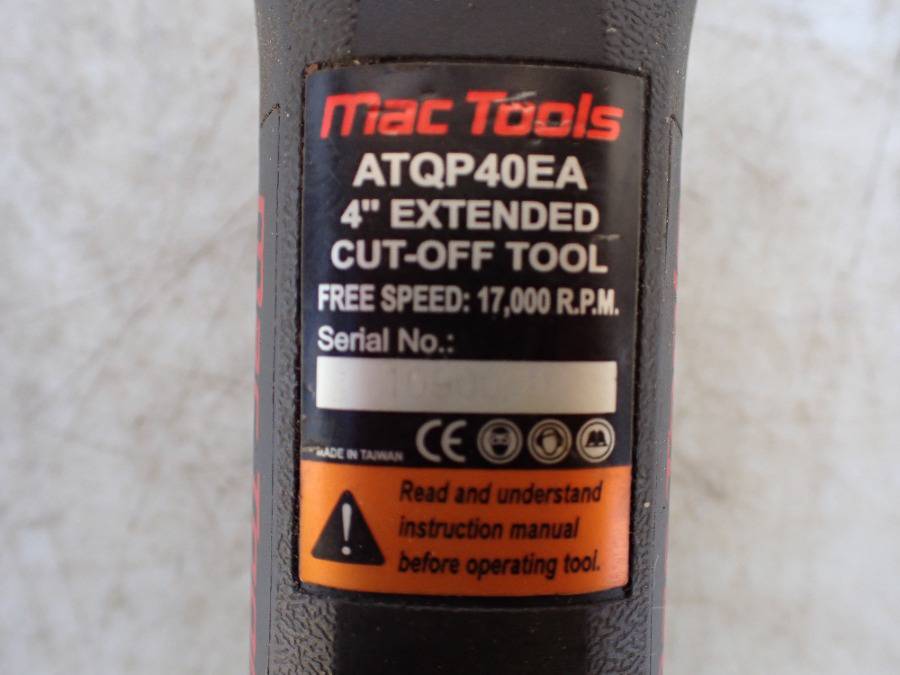 Mac Tools
ATQP40EA
4" EXTENDED
CUT-OFF TOOL
FREE SPEED: 17,000 R.P.M.
Serial No.:
MADE IN TAIWAN CE
Read and understand
instruction manual
before operating tool.